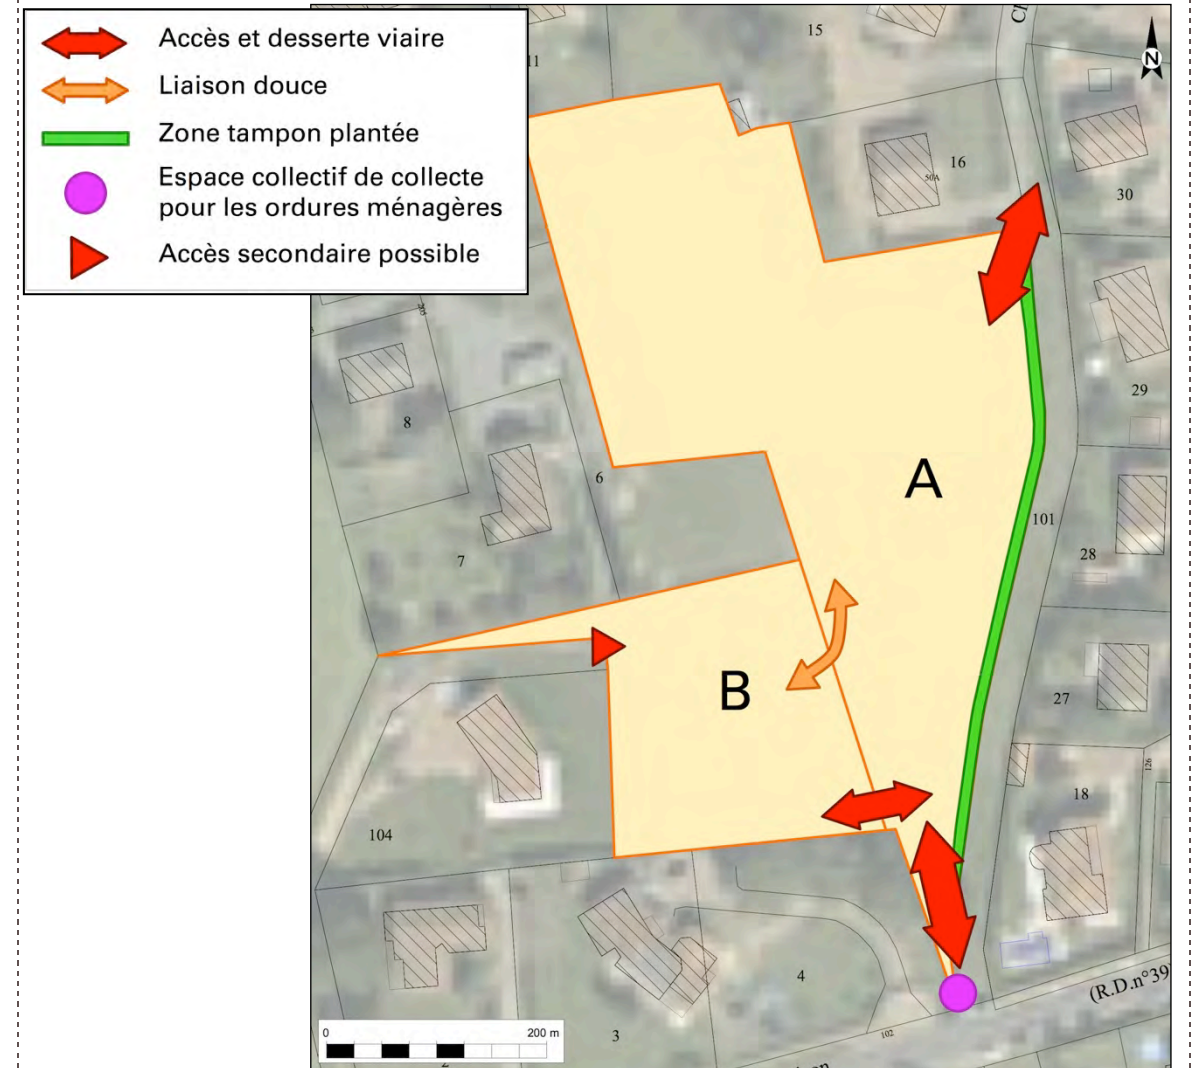 Accès et desserte viaire
Liaison douce
Zone tampon plantée
Espace collectif de collecte
pour les ordures ménagères
Accès secondaire possible
11
15
N
16
50A
30
29
8
6
A
101
28
7
B
27
126
18
104
4
(R.D.n°39
3
102
0 200 m